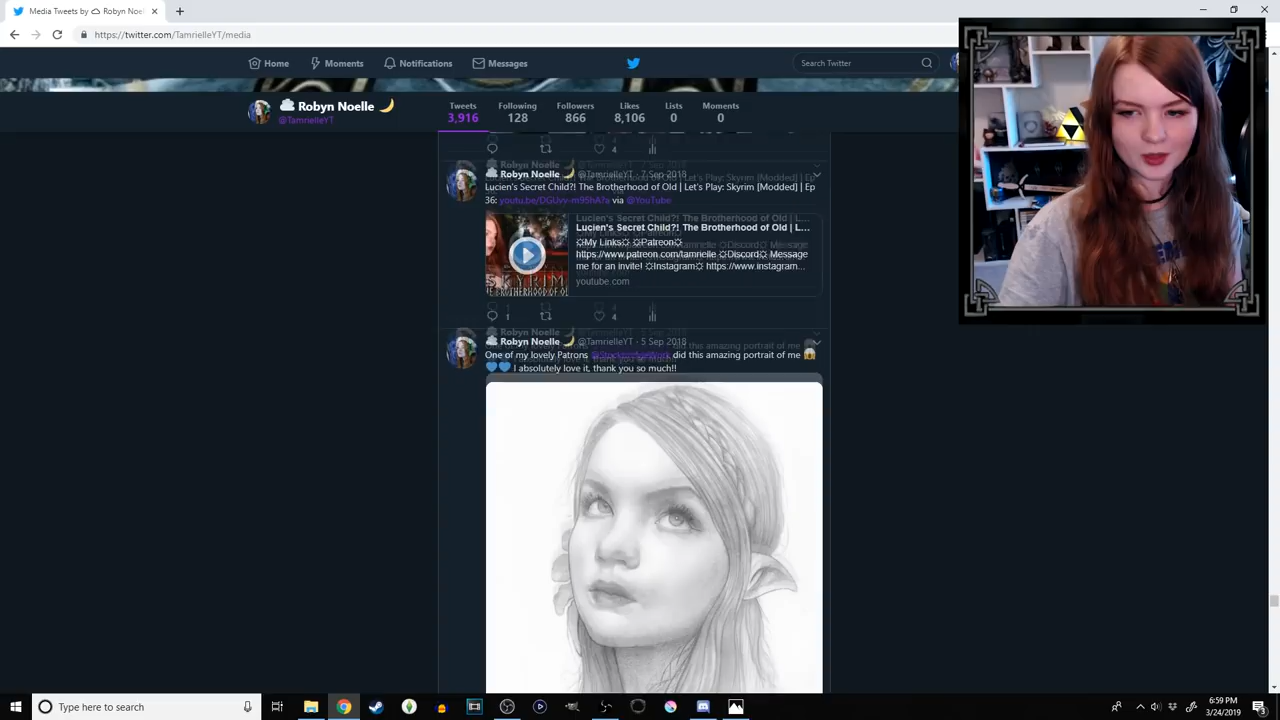 Media Tweets by ☁ Robyn Noe
https://twitter.com/TamrielleYT/media
Home Moments Notifications Messages Search Twitter
☁ Robyn Noelle 🌙
@TamrielleYT
Tweets Following Followers Likes Lists Moments
3,916 128 866 8,106 0 0
4
☁ Robyn Noelle 🌙 @TamrielleYT · 7 Sep 2018
Lucien's Secret Child?! The Brotherhood of Old | Let's Play: Skyrim [Modded] | Ep
36: via @YouTube
Lucien's Secret Child?! The Brotherhood of Old | L...
☼My Links☼ ☼Patreon☼
https://www.patreon.com/tamrielle ☼Discord☼ Message
me for an invite! ☼Instagram☼ https://www.instagram...
youtube.com
SKYRIM
1 4
☁ Robyn Noelle 🌙 @TamrielleYT · 5 Sep 2018
One of my lovely Patrons did this amazing portrait of me 😱
💙💙 I absolutely love it, thank you so much!!
Type here to search
6:59 PM
3/24/2019
3